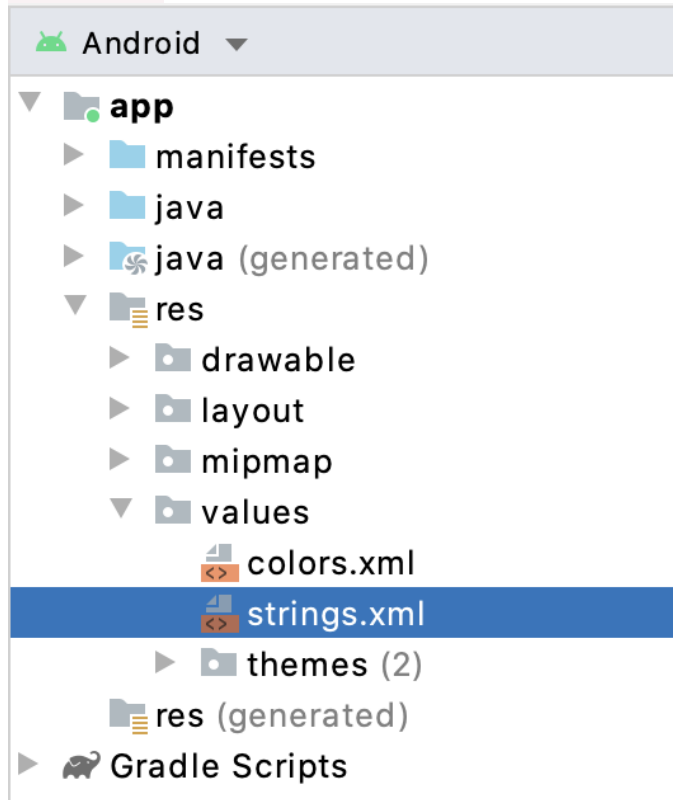 Android
app
manifests
java
java (generated)
res
drawable
layout
mipmap
values
colors.xml
strings.xml
themes (2)
res (generated)
Gradle Scripts